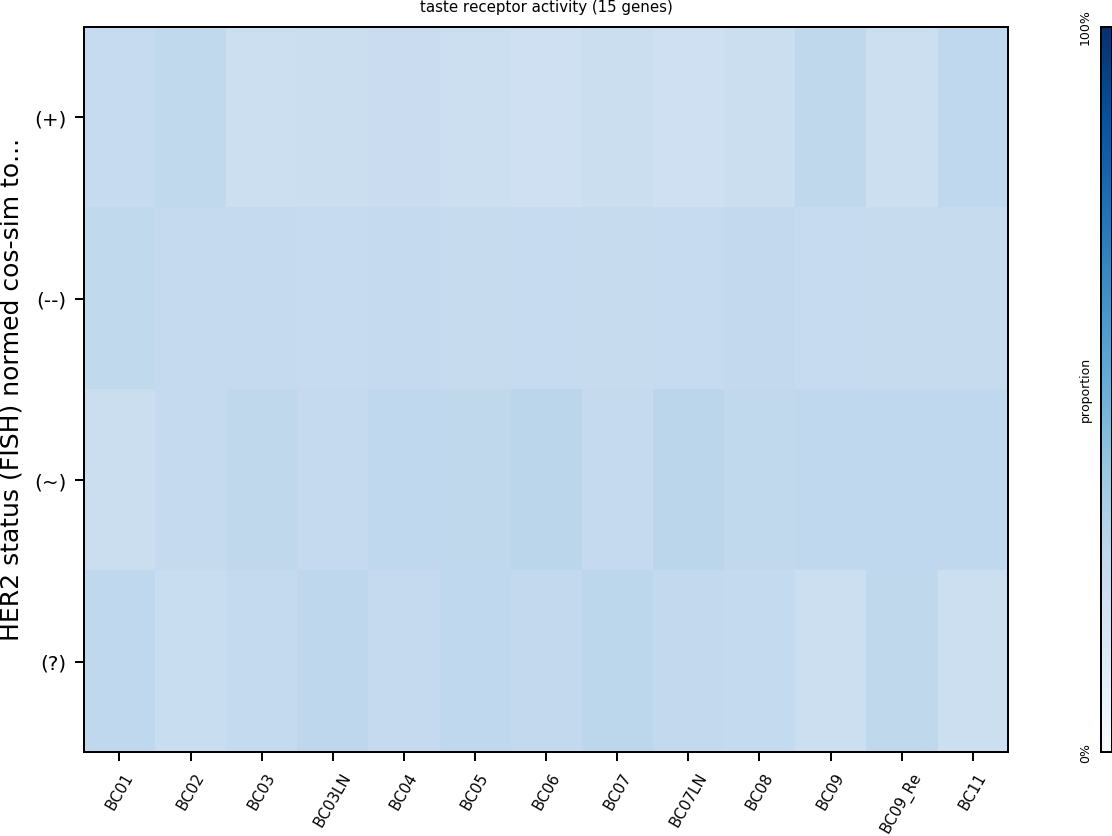 taste receptor activity (15 genes)
HER2 status (FISH) normed cos-sim to...
(+)
(--)
(~)
(?)
BC01
BC02
BC03
BC03LN
BC04
BC05
BC06
BC07
BC07LN
BC08
BC09
BC09_Re
BC11
100%
proportion
0%